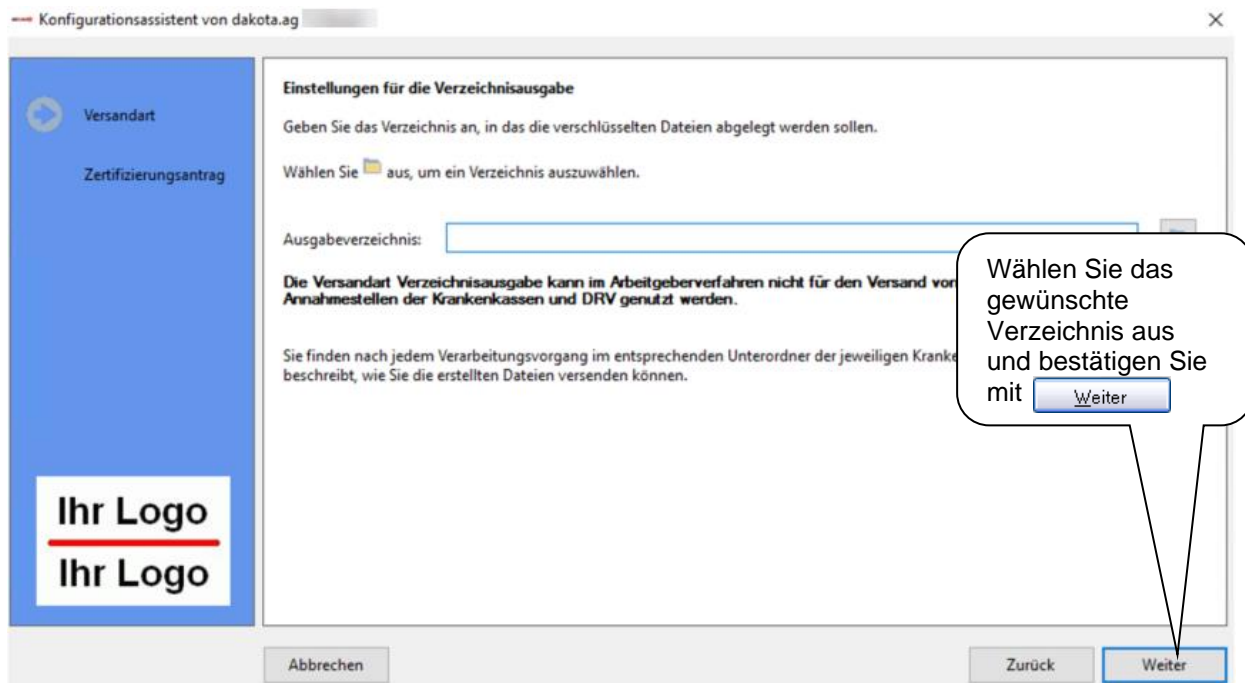 Konfigurationsassistent von dakota.ag
Versandart
Zertifizierungsantrag
Ihr Logo
Ihr Logo
Einstellungen für die Verzeichnisausgabe
Geben Sie das Verzeichnis an, in das die verschlüsselten Dateien abgelegt werden sollen.
Wählen Sie aus, um ein Verzeichnis auszuwählen.
Ausgabeverzeichnis:
Die Versandart Verzeichnisausgabe kann im Arbeitgeberverfahren nicht für den Versand von
Annahmestellen der Krankenkassen und DRV genutzt werden.
Sie finden nach jedem Verarbeitungsvorgang im entsprechenden Unterordner der jeweiligen
beschreibt, wie Sie die erstellten Dateien versenden können.
Wählen Sie das
gewünschte
Verzeichnis aus
und bestätigen Sie
mit Weiter
Abbrechen
Zurück
Weiter